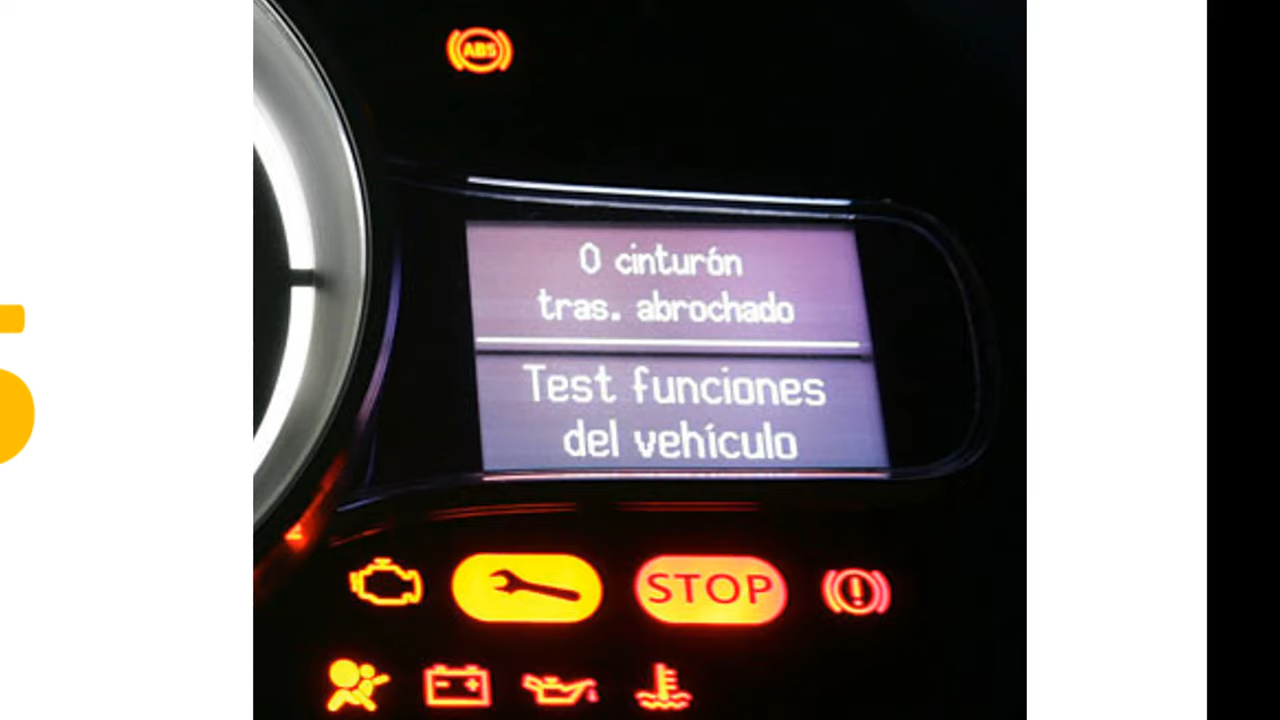 ABS
0 cinturón
tras. abrochado
Test funciones
del vehículo
STOP